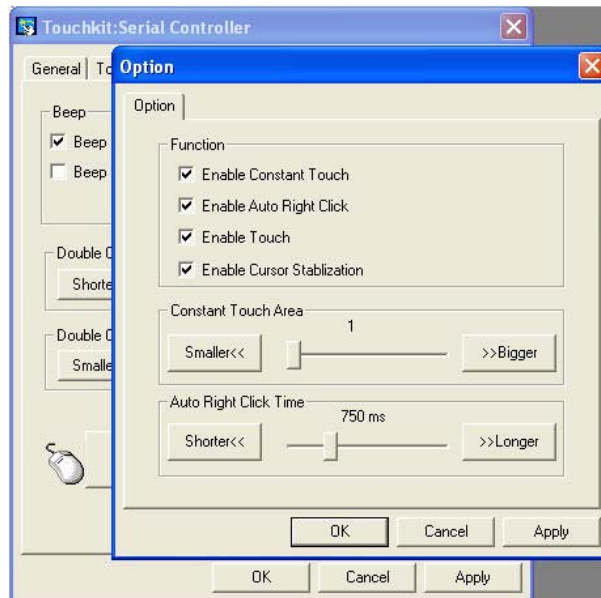 Touchkit:Serial Controller
General
Option
Option
Beep
Beep
Beep
Function
Enable Constant Touch
Enable Auto Right Click
Enable Touch
Enable Cursor Stablization
Double
Constant Touch Area
1
Smaller<<
>>Bigger
Double
Auto Right Click Time
750 ms
Shorter<<
>>Longer
OK
Cancel
Apply
OK
Cancel
Apply